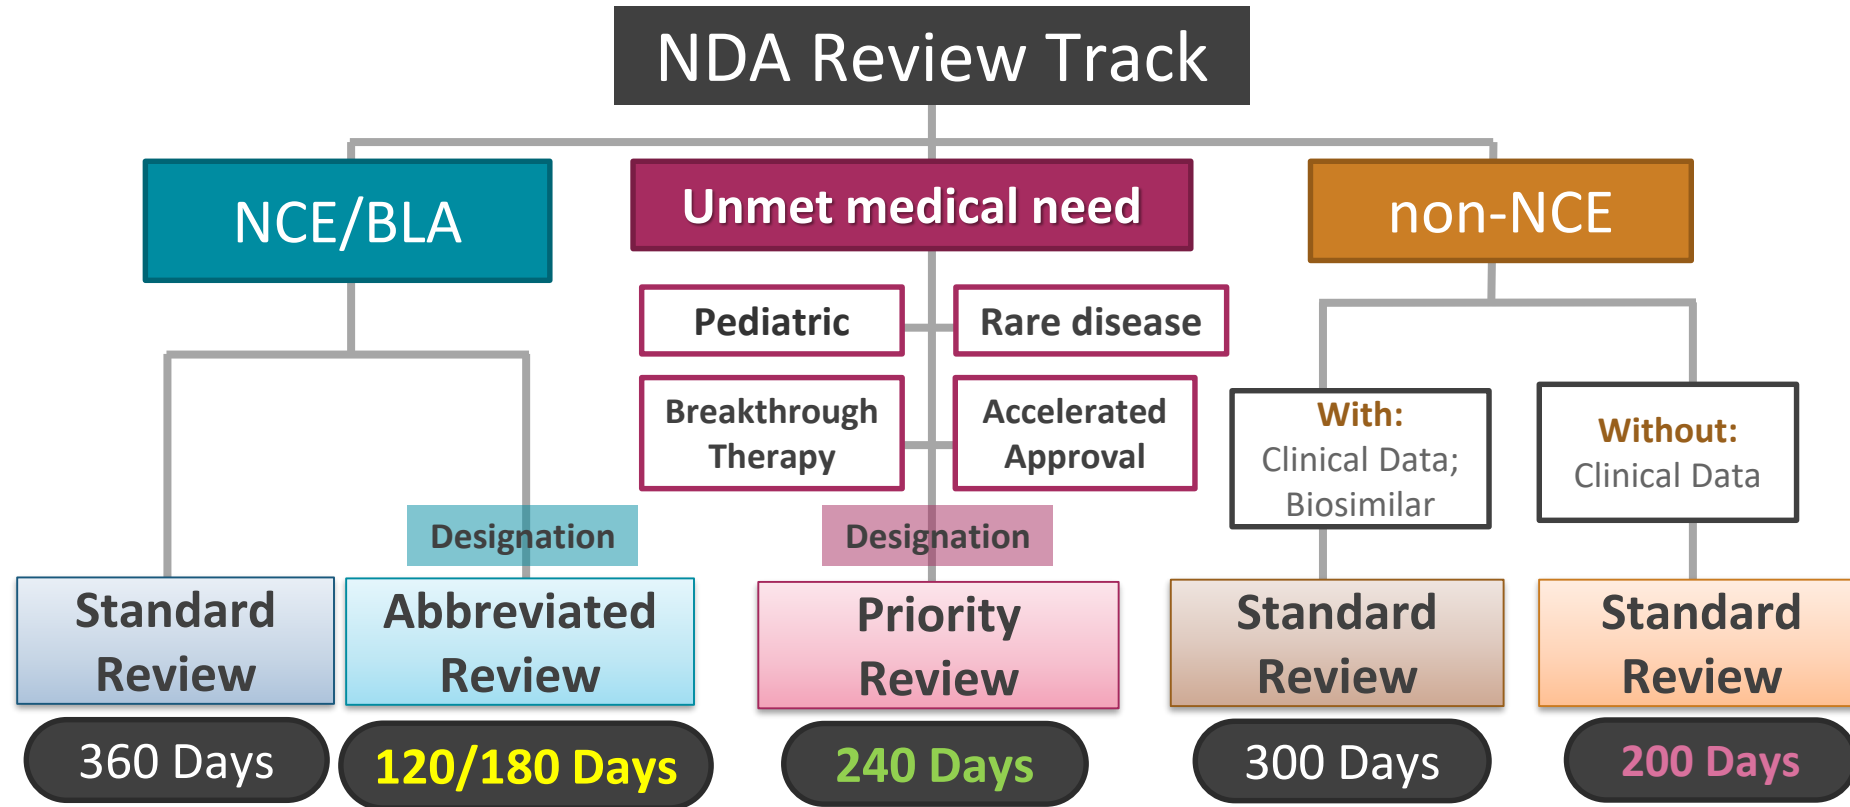 NDA Review Track
NCE/BLA
Unmet medical need
non-NCE
Pediatric
Rare disease
Breakthrough
Therapy
Accelerated
Approval
With:
Clinical Data;
Biosimilar
Without:
Clinical Data
Designation
Designation
Standard
Review
Abbreviated
Review
Priority
Review
Standard
Review
Standard
Review
360 Days
120/180 Days
240 Days
300 Days
200 Days